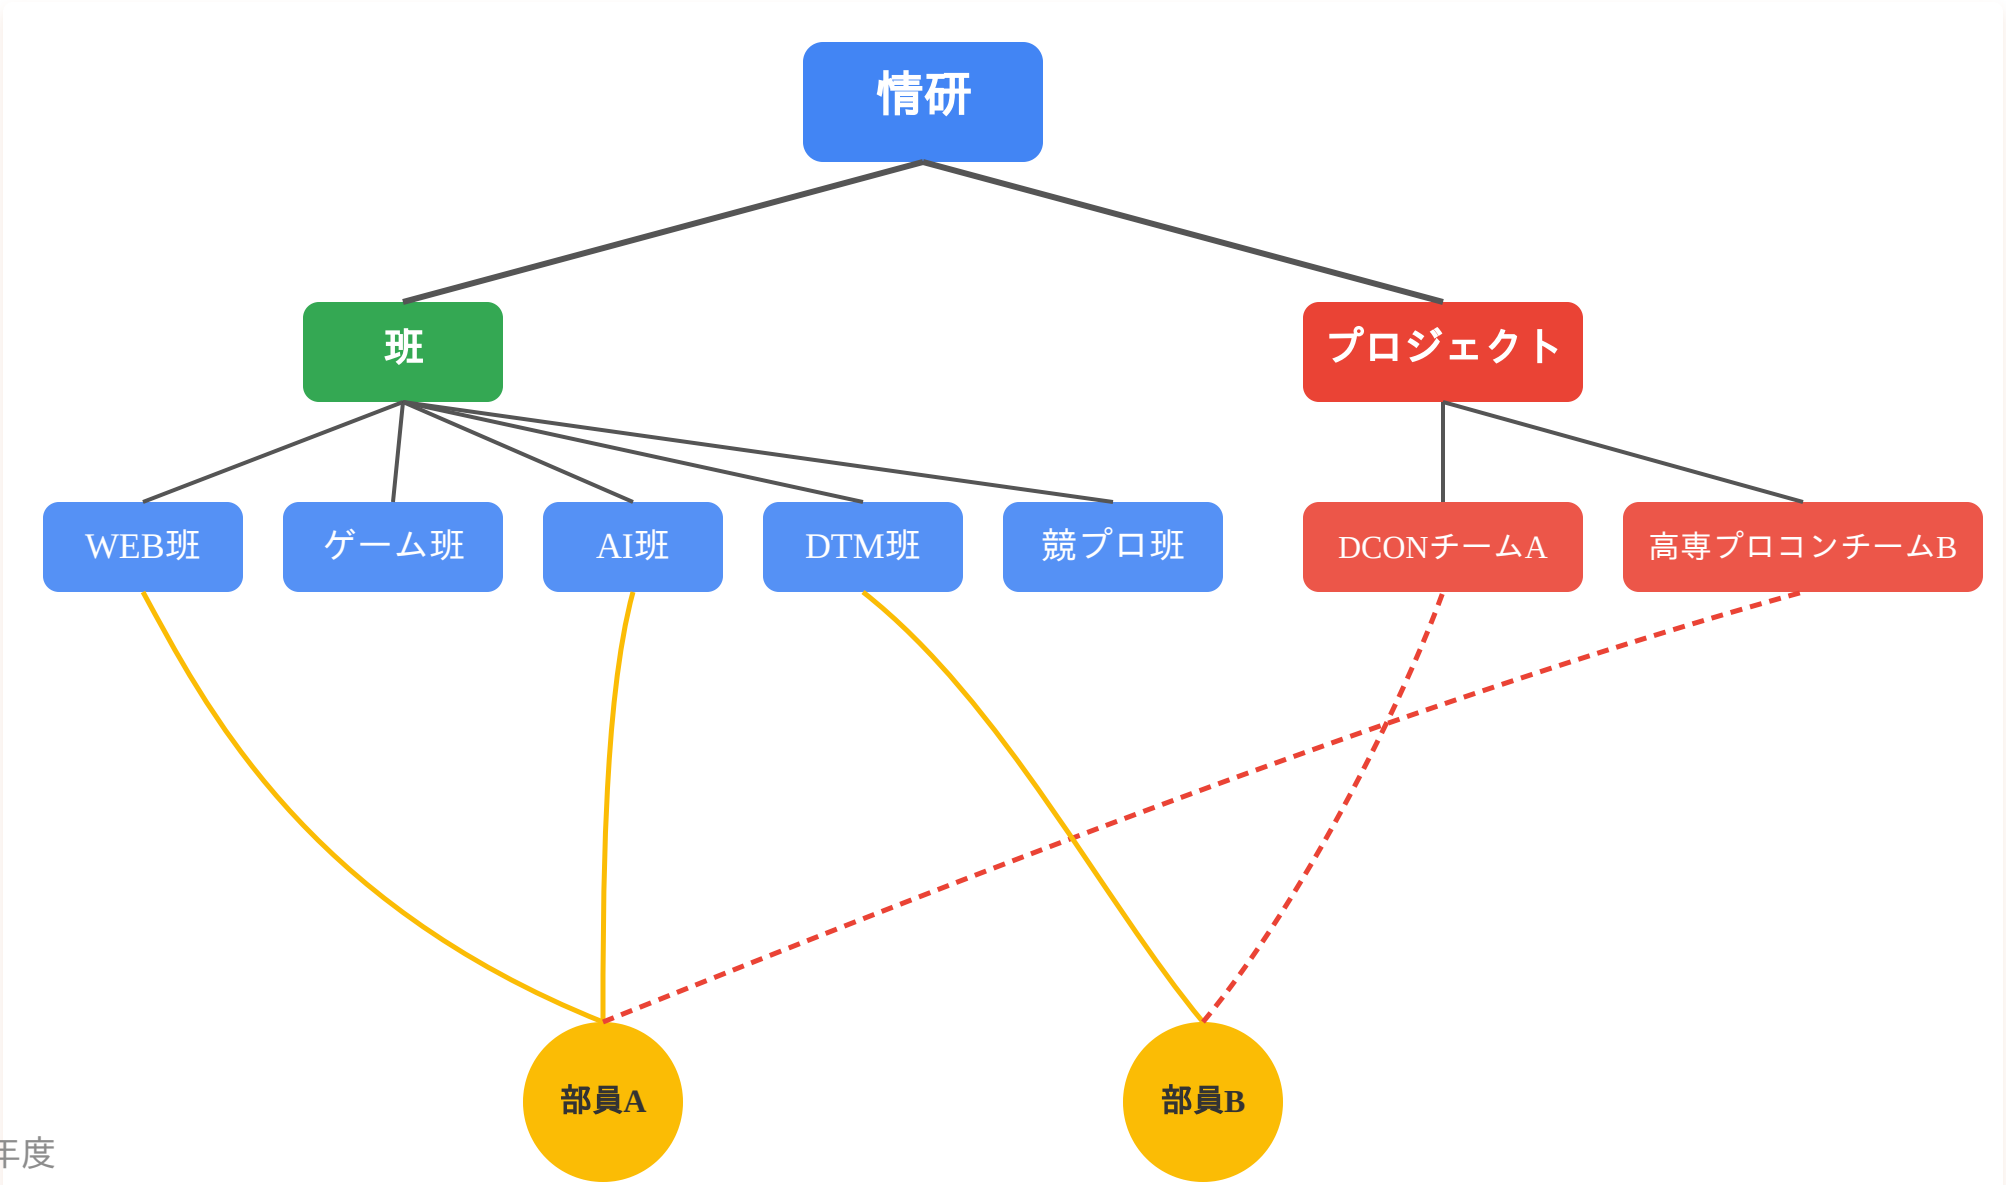 情研
班
プロジェクト
WEB班
ゲーム班
AI班
DTM班
競プロ班
DCONチームA
高専プロコンチームB
部員A
部員B
年度